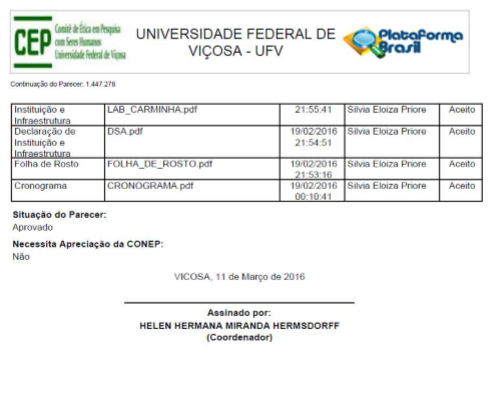 CEP
Comitê de Ética em Pesquisa
com Seres Humanos
Universidade Federal de Viçosa
UNIVERSIDADE FEDERAL DE
VIÇOSA - UFV
Plataforma
Brasil
Continuação do Parecer: 1.447.278
Instituição e LAB_CARMINHA.pdf 21:55:41 Silvia Eloiza Priore Aceito
Infraestrutura
Declaração de DSA.pdf 19/02/2016 Silvia Eloiza Priore Aceito
Instituição e 21:54:51
Infraestrutura
Folha de Rosto FOLHA_DE_ROSTO.pdf 19/02/2016 Silvia Eloiza Priore Aceito
21:53:16
Cronograma CRONOGRAMA.pdf 19/02/2016 Silvia Eloiza Priore Aceito
00:10:41
Situação do Parecer:
Aprovado
Necessita Apreciação da CONEP:
Não
VICOSA, 11 de Março de 2016
Assinado por:
HELEN HERMANA MIRANDA HERMSDORFF
(Coordenador)